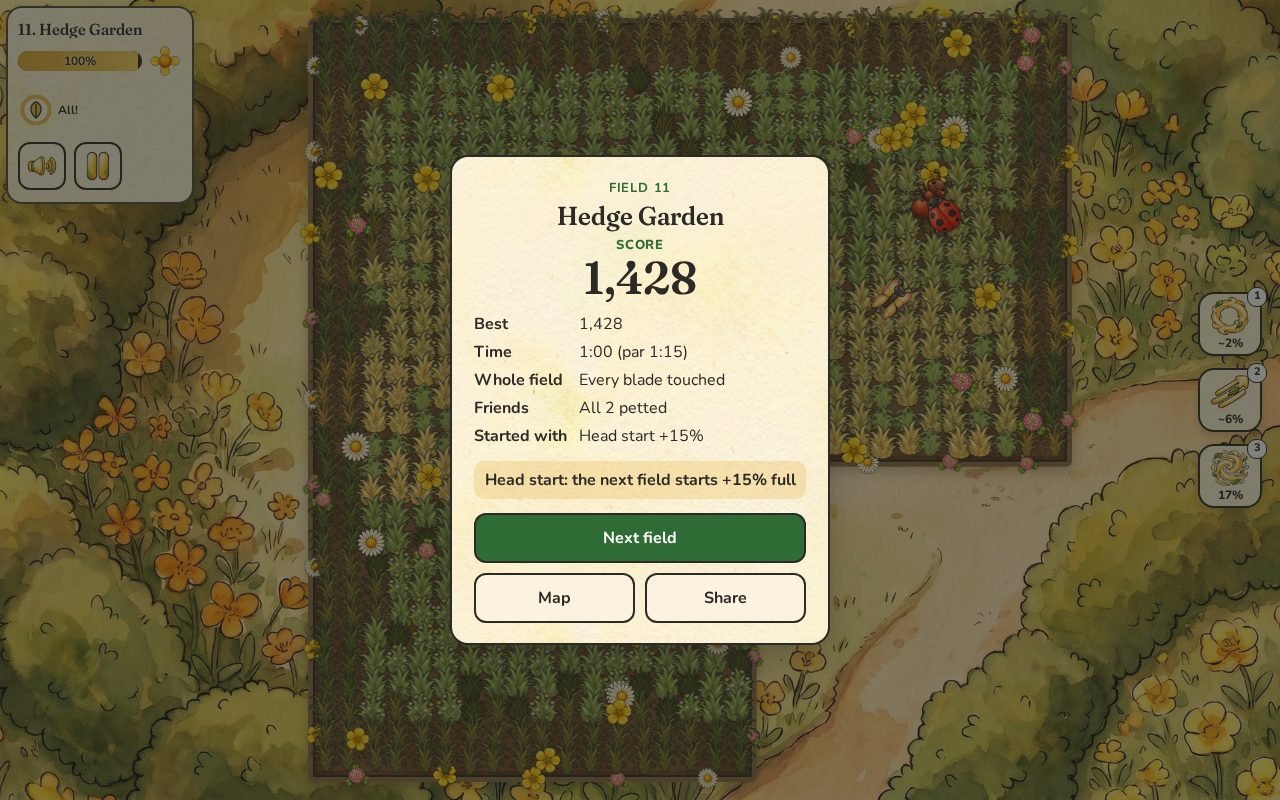 11. Hedge Garden
100%
All!
FIELD 11
Hedge Garden
SCORE
1,428
Best 1,428
Time 1:00 (par 1:15)
Whole field Every blade touched
Friends All 2 petted
Started with Head start +15%
Head start: the next field starts +15% full
Next field
Map Share
1
~2%
2
~6%
3
17%